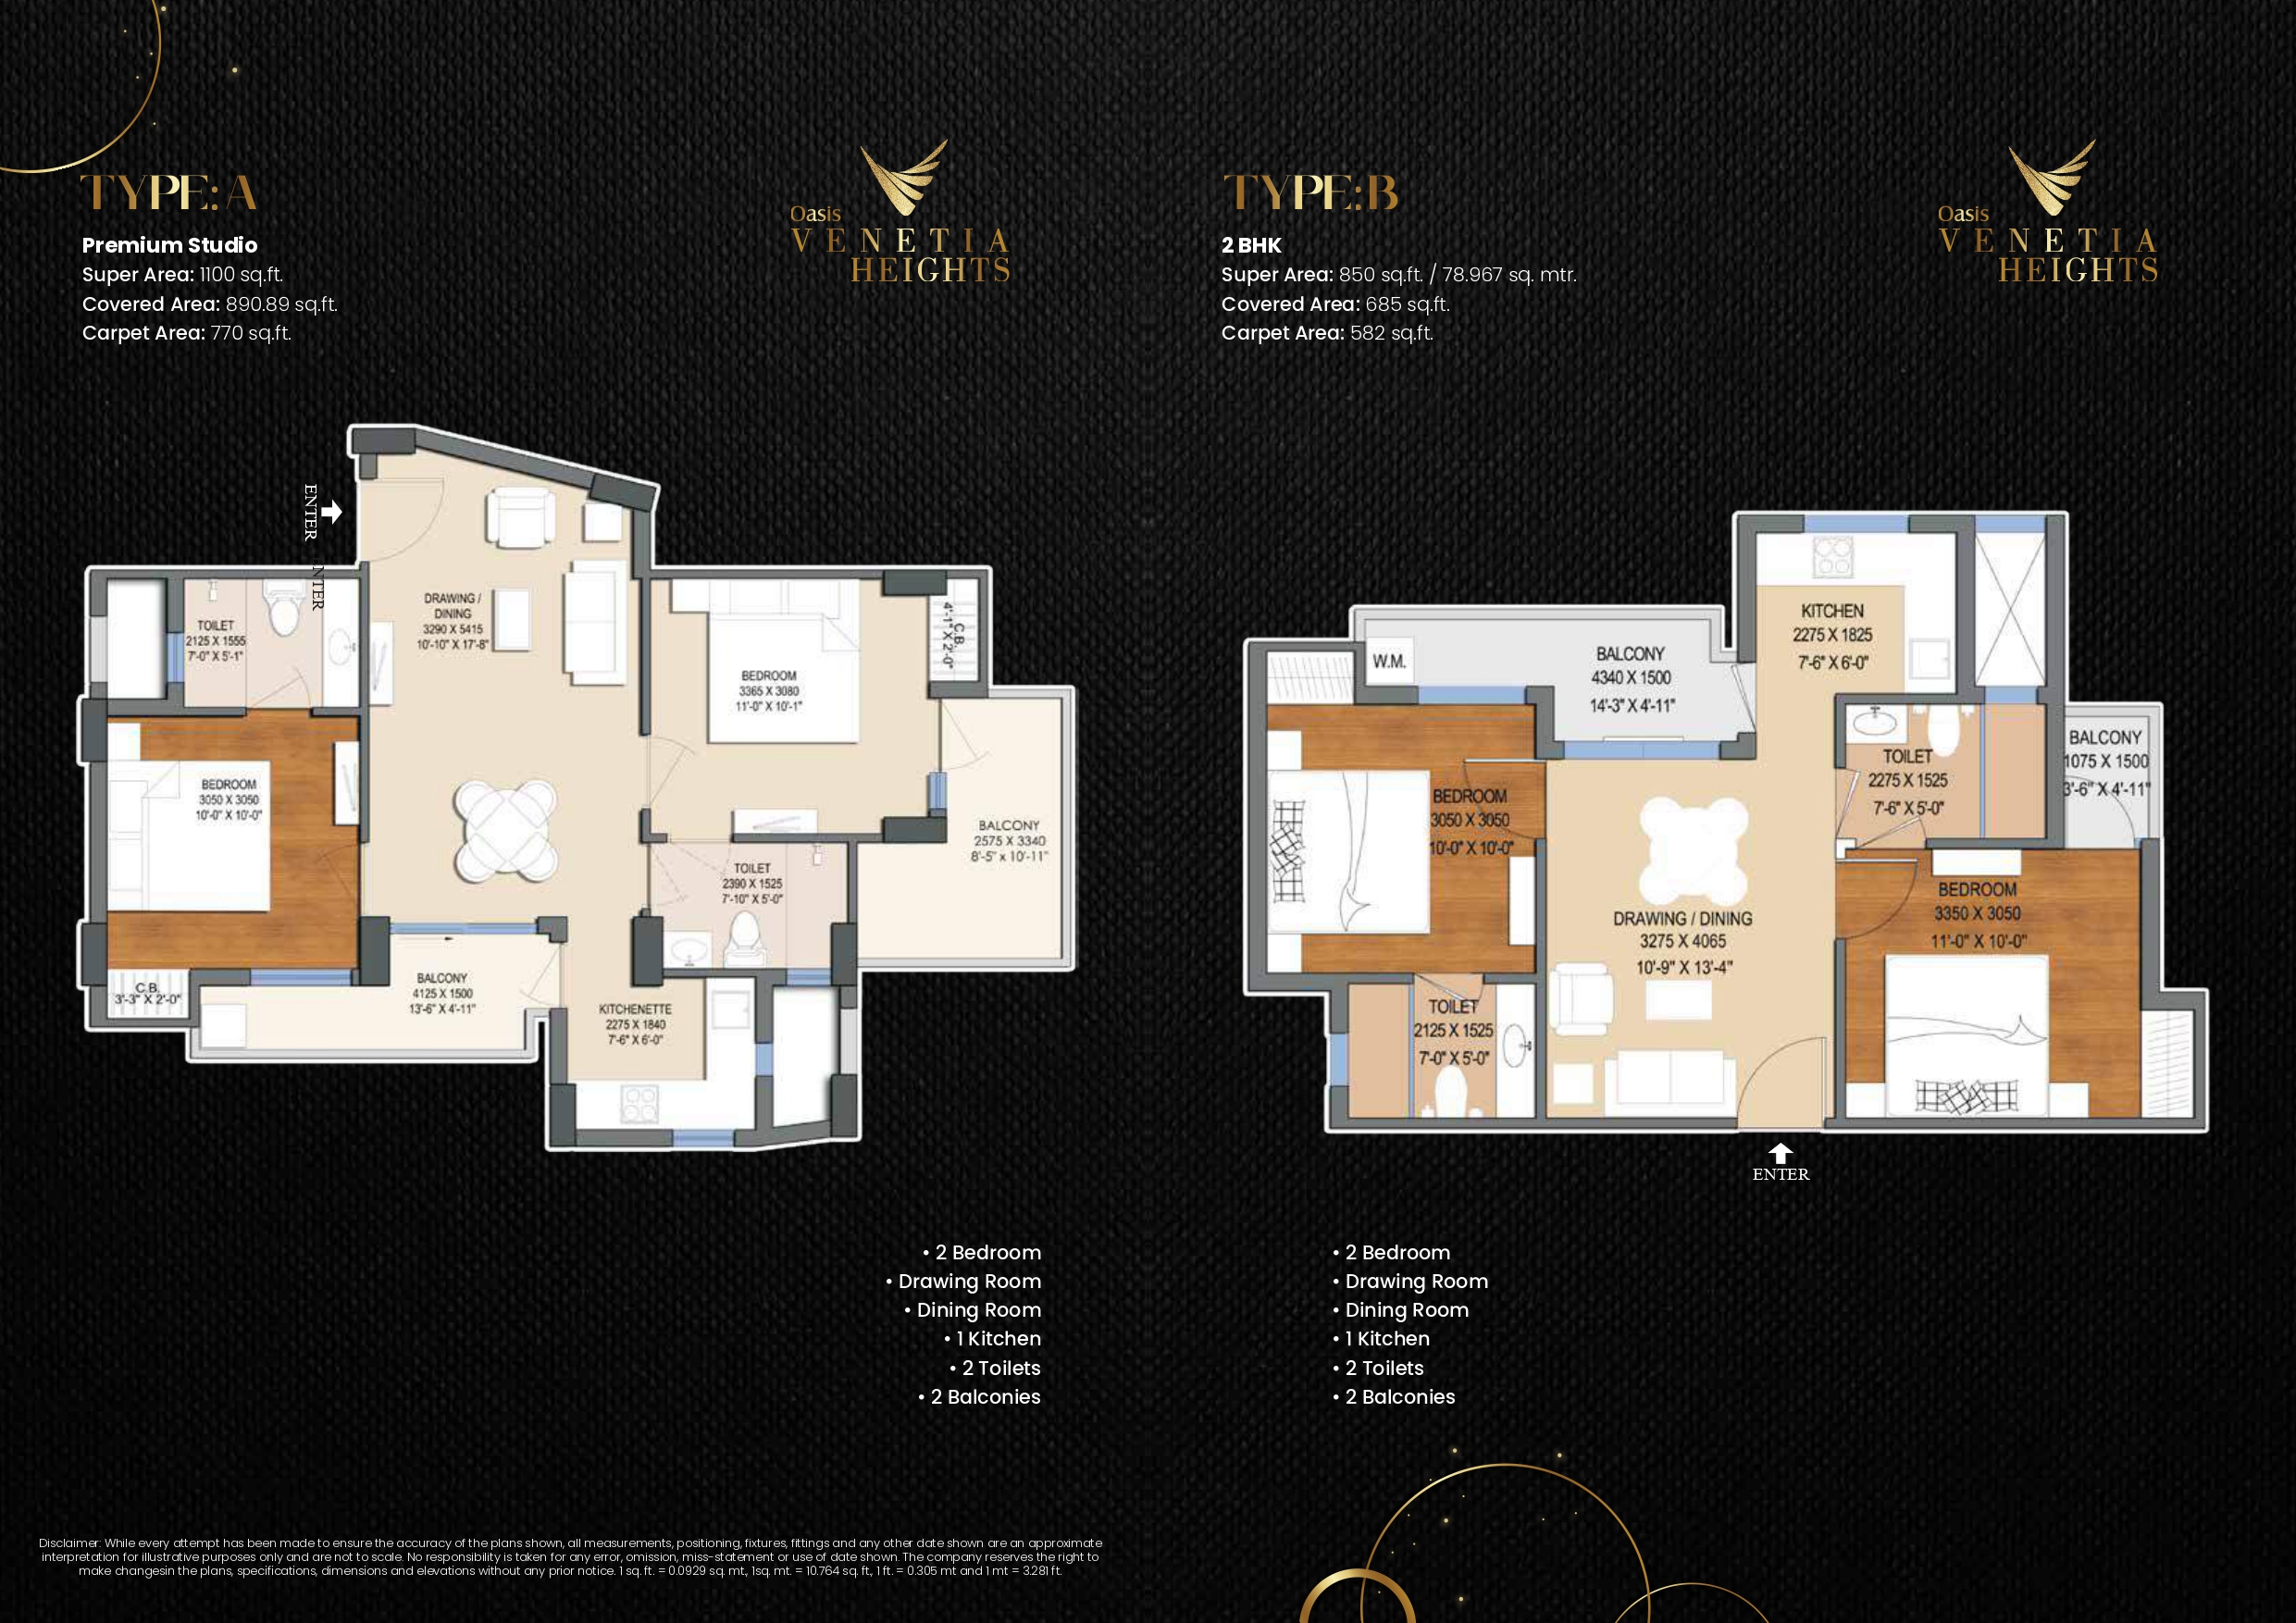 TYPE:A
Premium Studio
Super Area: 1100 sq.ft.
Covered Area: 890.89 sq.ft.
Carpet Area: 770 sq.ft.
Oasis
VENETIA
HEIGHTS
ENTER
NTER
TOILET
2125 X 1555
7'-0" X 5'-1"
DRAWING /
DINING
3290 X 5415
10'-10" X 17'-8"
BEDROOM
3365 X 3080
11'-0" X 10'-1"
C.B.
4'-1" X 2'-0"
BEDROOM
3050 X 3050
10'-0" X 10'-0"
BALCONY
2575 X 3340
8'-5" x 10'-11"
TOILET
2390 X 1525
7'-10" X 5'-0"
C.B.
3'-3" X 2'-0"
BALCONY
4125 X 1500
13'-6" X 4'-11"
KITCHENETTE
2275 X 1840
7'-6" X 6'-0"
• 2 Bedroom
• Drawing Room
• Dining Room
• 1 Kitchen
• 2 Toilets
• 2 Balconies
Disclaimer: While every attempt has been made to ensure the accuracy of the plans shown, all measurements, positioning, fixtures, fittings and any other date shown are an approximate
interpretation for illustrative purposes only and are not to scale. No responsibility is taken for any error, omission, miss-statement or use of date shown. The company reserves the right to
make changesin the plans, specifications, dimensions and elevations without any prior notice. 1 sq. ft. = 0.0929 sq. mt., 1sq. mt. = 10.764 sq. ft., 1 ft. = 0.305 mt and 1 mt = 3.281 ft.
TYPE:B
2 BHK
Super Area: 850 sq.ft. / 78.967 sq. mtr.
Covered Area: 685 sq.ft.
Carpet Area: 582 sq.ft.
Oasis
VENETIA
HEIGHTS
KITCHEN
2275 X 1825
7'-6" X 6'-0"
W.M.
BALCONY
4340 X 1500
14'-3" X 4'-11"
TOILET
2275 X 1525
7'-6" X 5'-0"
BALCONY
1075 X 1500
3'-6" X 4'-11"
BEDROOM
3050 X 3050
10'-0" X 10'-0"
DRAWING / DINING
3275 X 4065
10'-9" X 13'-4"
BEDROOM
3350 X 3050
11'-0" X 10'-0"
TOILET
2125 X 1525
7'-0" X 5'-0"
ENTER
• 2 Bedroom
• Drawing Room
• Dining Room
• 1 Kitchen
• 2 Toilets
• 2 Balconies